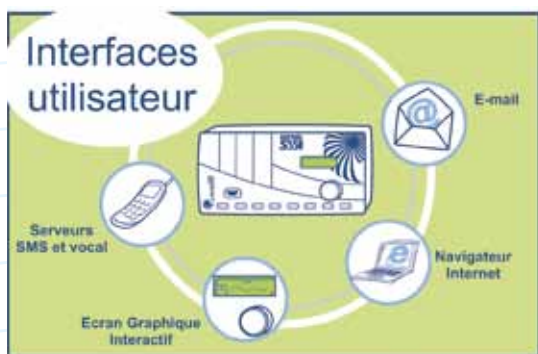 Interfaces
utilisateur
E-mail
Serveurs
SMS et vocal
Navigateur
Internet
Ecran Graphique
Interactif